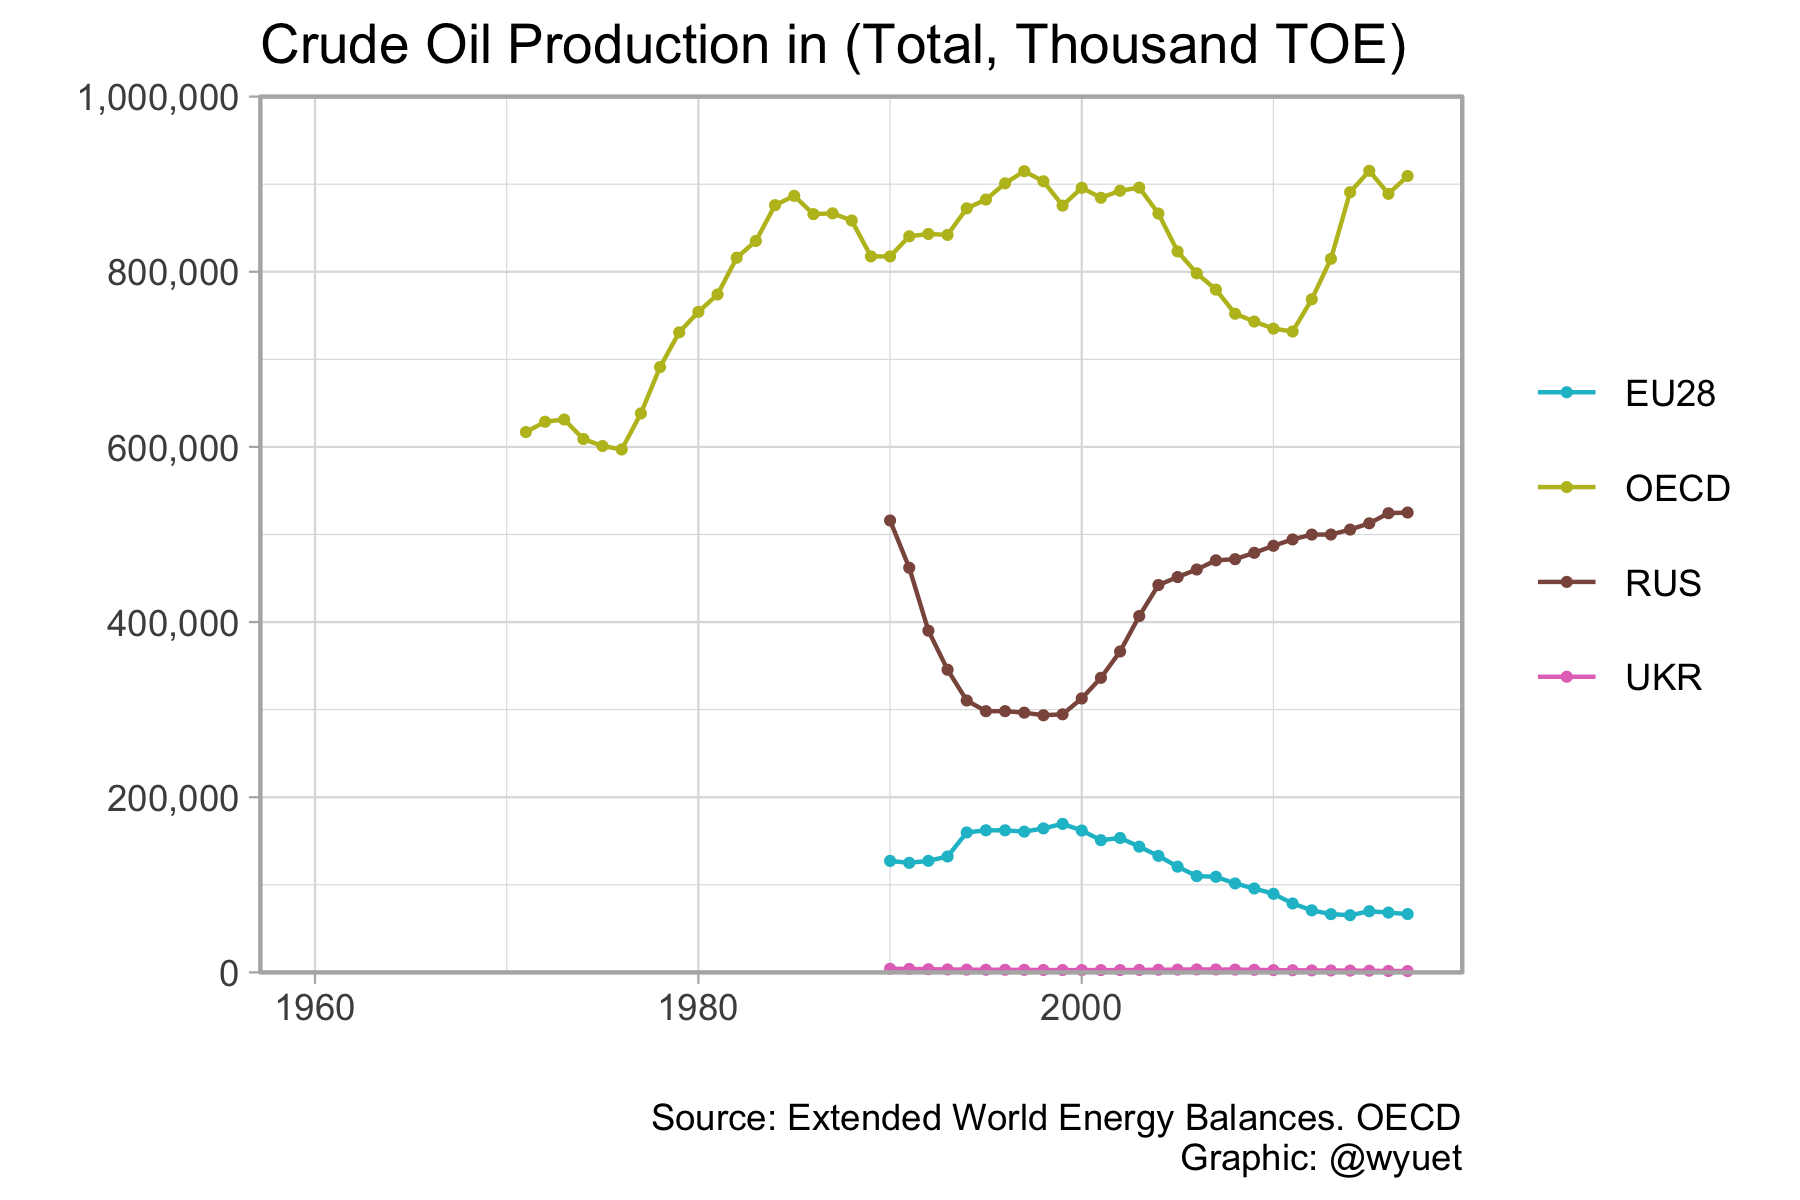 Crude Oil Production in (Total, Thousand TOE)
1,000,000
800,000
600,000
400,000
200,000
0
1960
1980
2000
EU28
OECD
RUS
UKR
Source: Extended World Energy Balances. OECD
Graphic: @wyuet